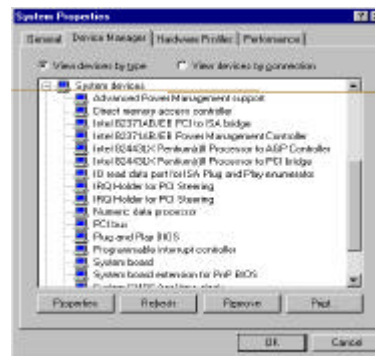 System Properties
General Device Manager Hardware Profiles Performance
View devices by type View devices by connection
System devices
Advanced Power Management support
Direct memory access controller
Intel 82371AB/EB PCI to ISA bridge
Intel 82371AB/EB Power Management Controller
Intel Pentium(r) II Processor to AGP Controller
Intel Pentium(r) II Processor to PCI bridge
IO read data port for ISA Plug and Play enumerator
IRQ Holder for PCI Steering
IRQ Holder for PCI Steering
Numeric data processor
PCI bus
Plug and Play BIOS
Programmable interrupt controller
System board
System board extension for PnP BIOS
System CMOS/real time clock
Properties Refresh Remove Print
OK Cancel